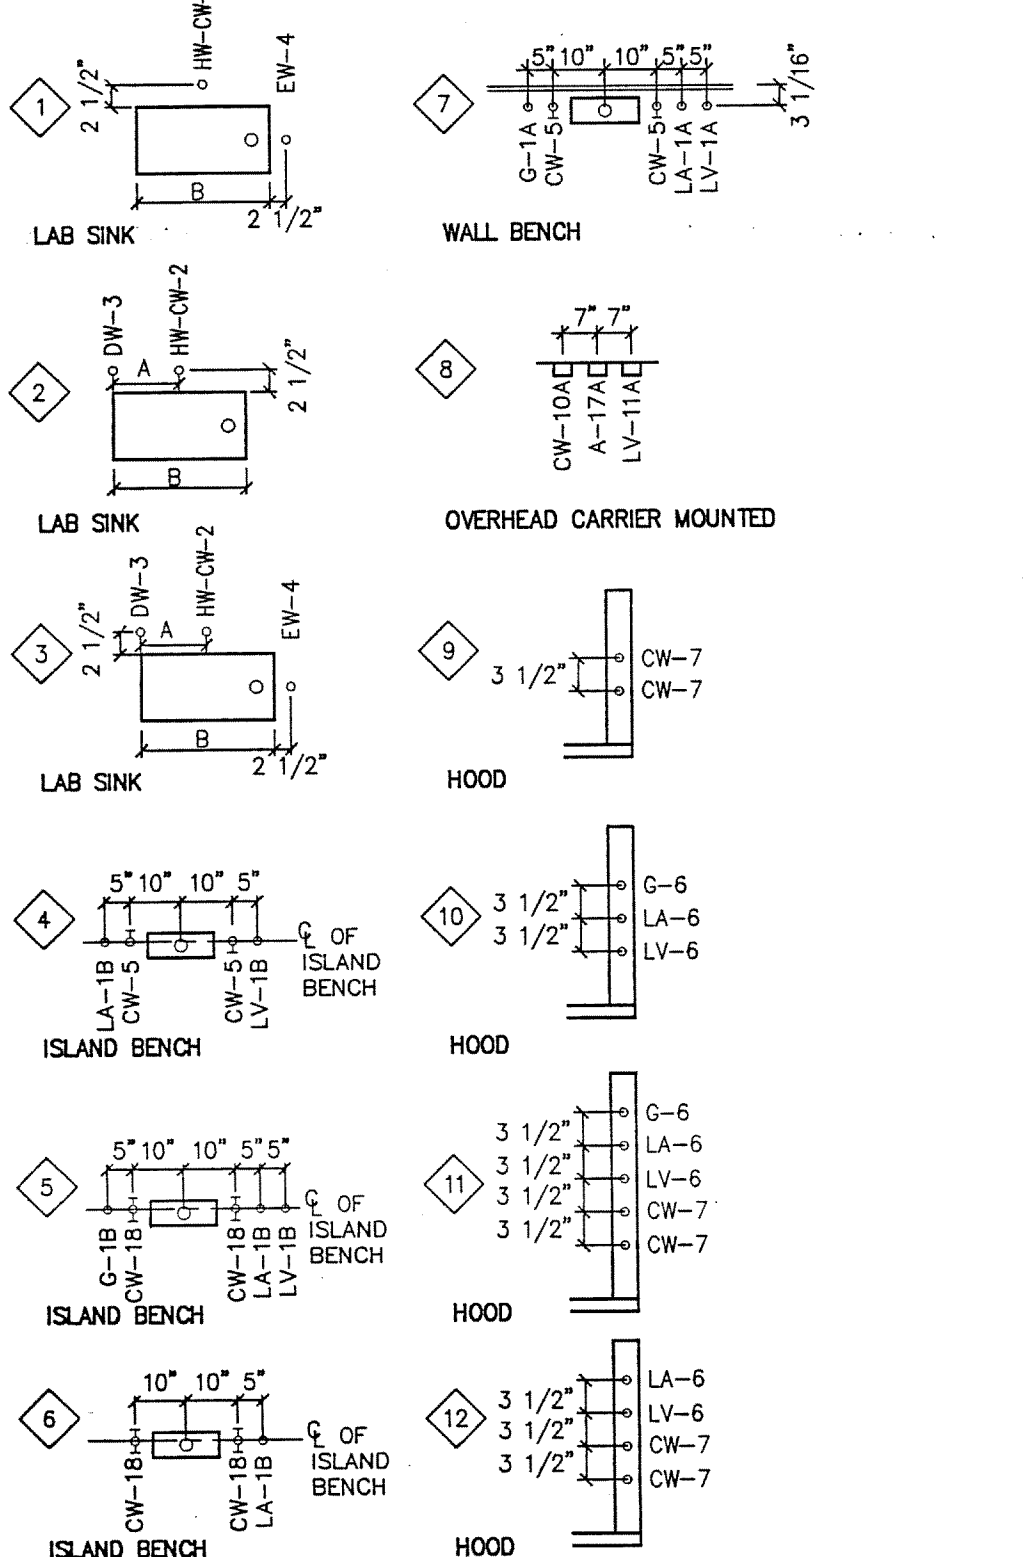 1
2 1/2"
HW-CW-
EW-4
B
2 1/2"
LAB SINK
2
DW-3
HW-CW-2
A
2 1/2"
B
LAB SINK
3
2 1/2"
DW-3
HW-CW-2
A
EW-4
B
2 1/2"
LAB SINK
4
5" 10" 10" 5"
LA-1B
CW-5
CW-5
LV-1B
℄ OF
ISLAND
BENCH
ISLAND BENCH
5
5" 10" 10" 5" 5"
G-1B
CW-18
CW-18
LA-1B
LV-1B
℄ OF
ISLAND
BENCH
ISLAND BENCH
6
10" 10" 5"
CW-18
CW-18
LA-1B
℄ OF
ISLAND
BENCH
ISLAND BENCH
7
5" 10" 10" 5" 5"
3 1/16"
G-1A
CW-5
CW-5
LA-1A
LV-1A
WALL BENCH
8
7" 7"
CW-10A
A-17A
LV-11A
OVERHEAD CARRIER MOUNTED
9
3 1/2"
CW-7
CW-7
HOOD
10
3 1/2"
3 1/2"
G-6
LA-6
LV-6
HOOD
11
3 1/2"
3 1/2"
3 1/2"
3 1/2"
G-6
LA-6
LV-6
CW-7
CW-7
HOOD
12
3 1/2"
3 1/2"
3 1/2"
LA-6
LV-6
CW-7
CW-7
HOOD